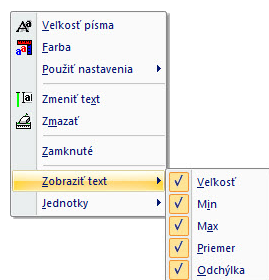 Veľkosť písma
Farba
Použiť nastavenia
Zmeniť text
Zmazať
Zamknuté
Zobraziť text
Jednotky
Veľkosť
Min
Max
Priemer
Odchýlka